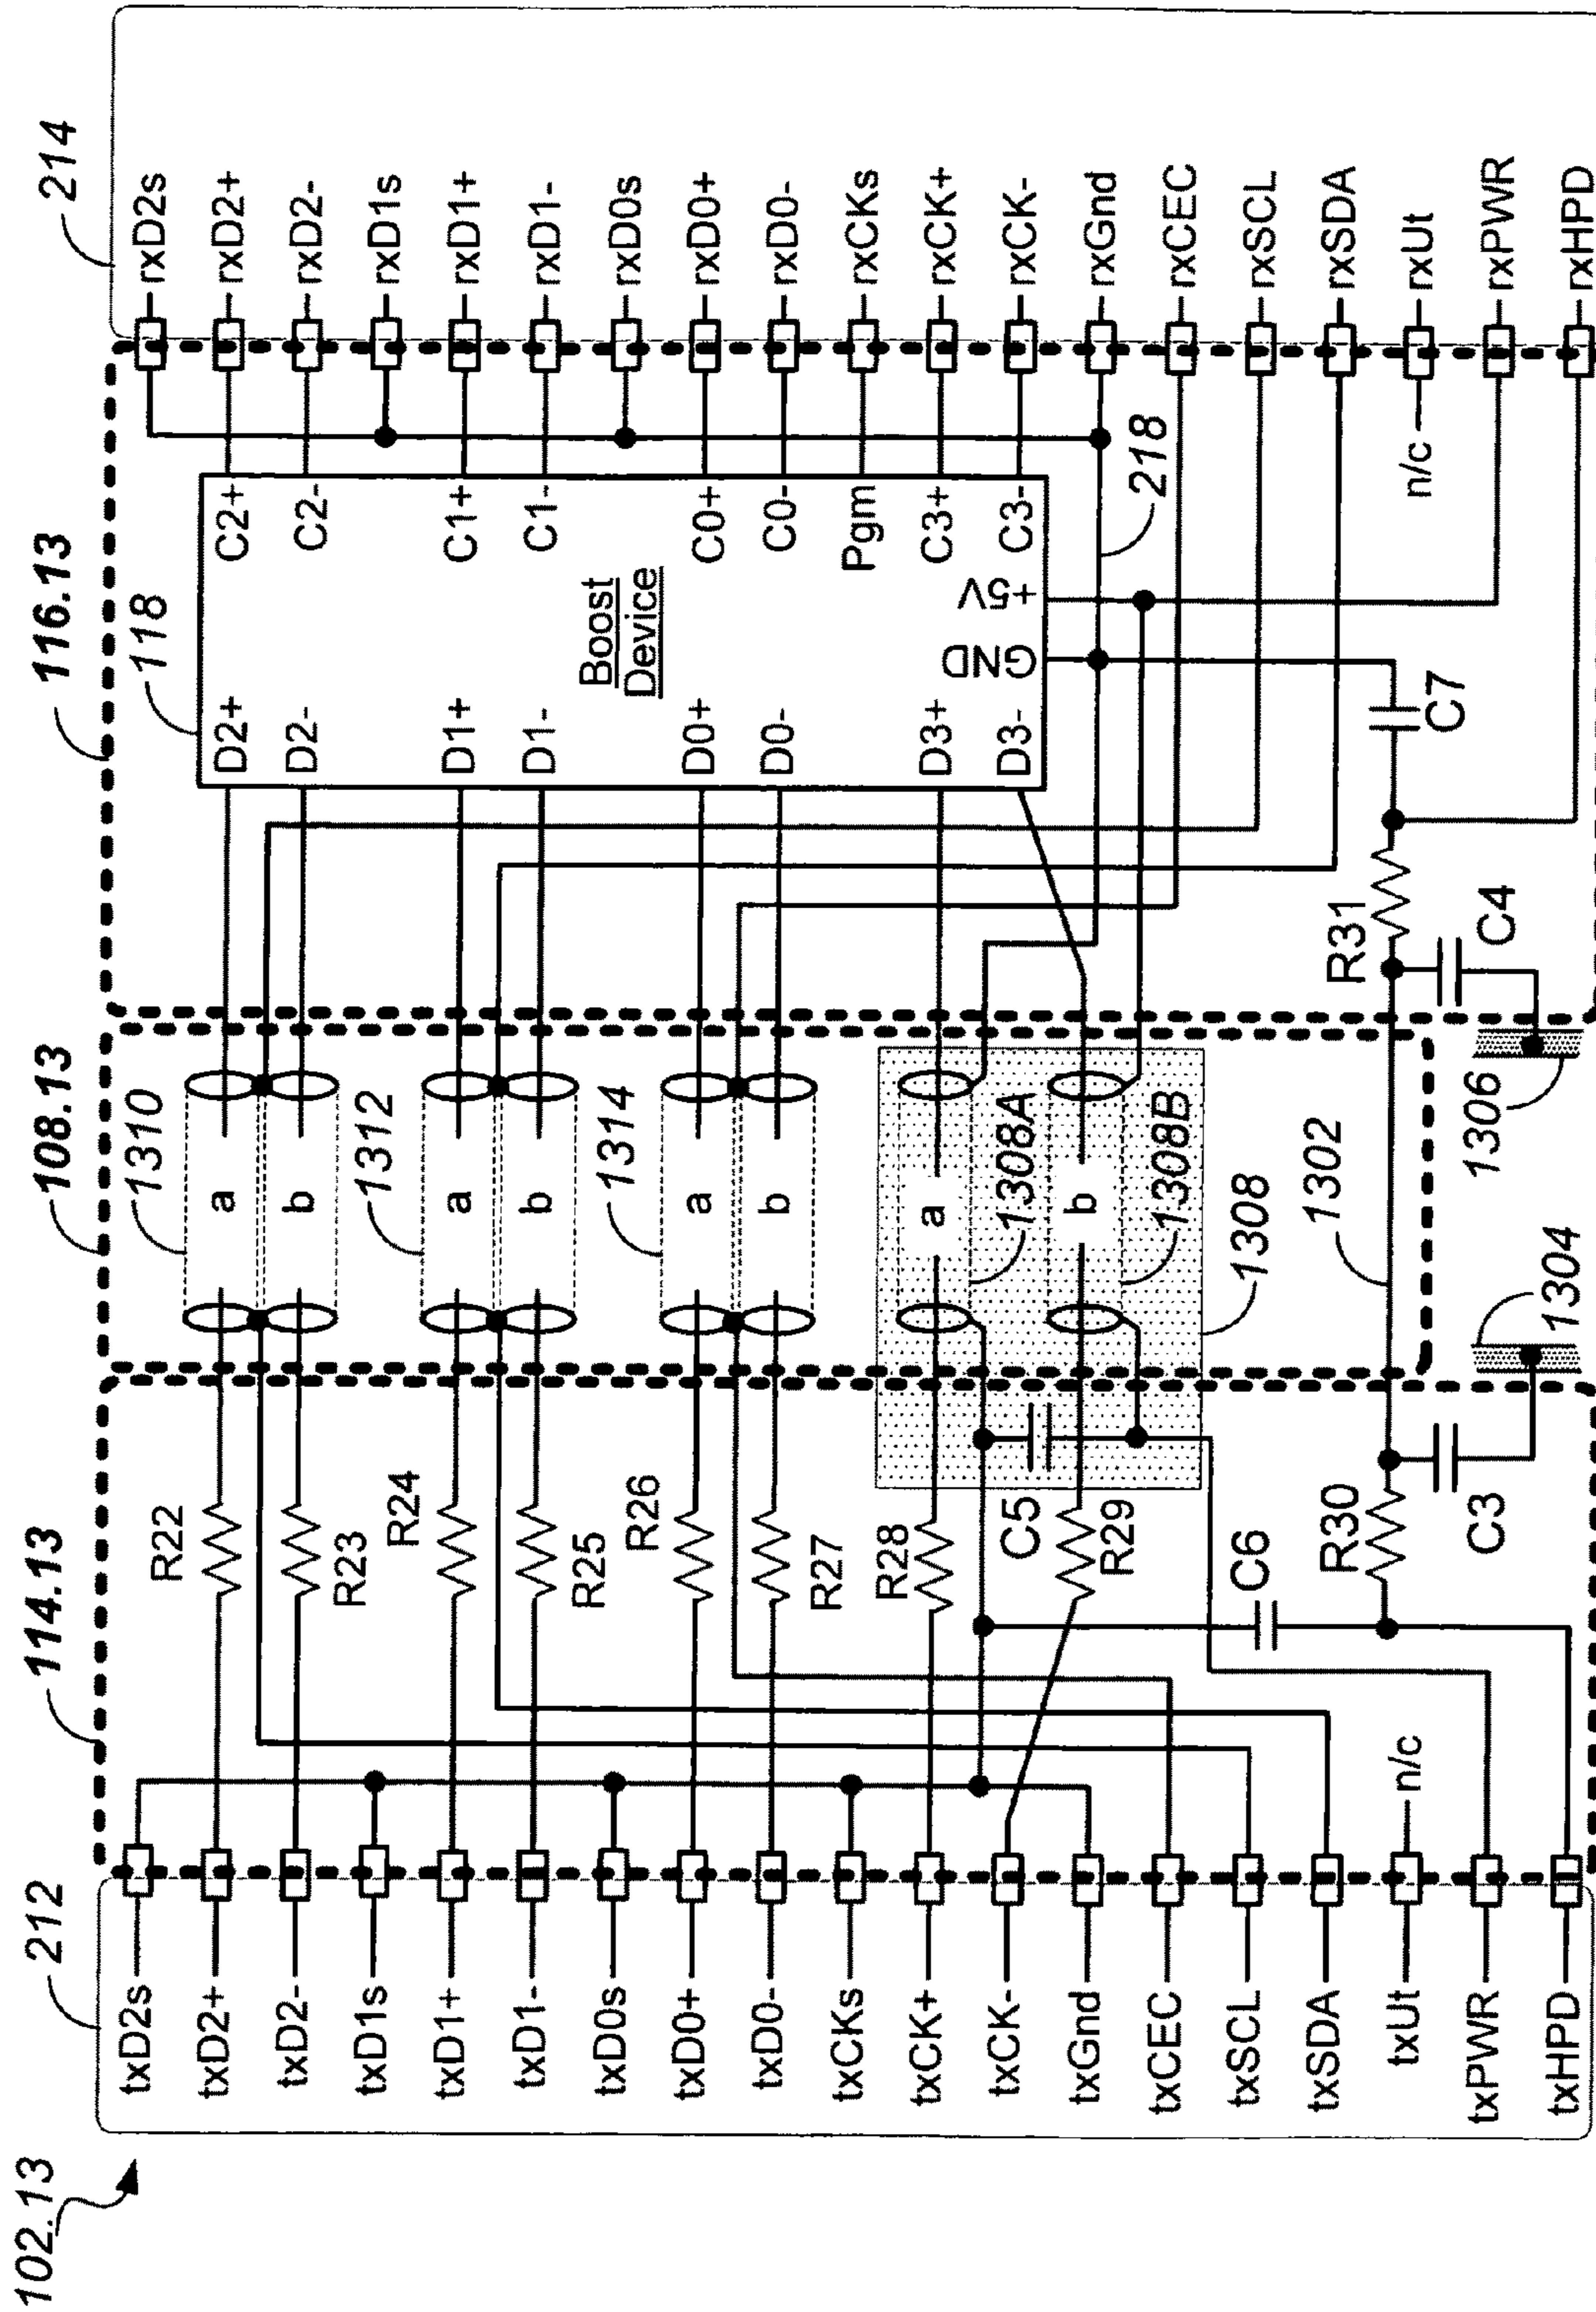 102.13
212
114.13
108.13
116.13
214
118
txD2s
txD2+
txD2-
txD1s
txD1+
txD1-
txD0s
txD0+
txD0-
txCKs
txCK+
txCK-
txGnd
txCEC
txSCL
txSDA
txUt
txPWR
txHPD
n/c
R22
R23
R24
R25
R26
R27
R28
R29
C5
C6
R30
C3
1310
a
b
1312
a
b
1314
a
b
a
1308A
b
1308B
1308
1302
1304
1306
D2+
D2-
D1+
D1-
D0+
D0-
D3+
D3-
Boost
Device
GND
+5V
C2+
C2-
C1+
C1-
C0+
C0-
Pgm
C3+
C3-
218
R31
C4
C7
n/c
rxD2s
rxD2+
rxD2-
rxD1s
rxD1+
rxD1-
rxD0s
rxD0+
rxD0-
rxCKs
rxCK+
rxCK-
rxGnd
rxCEC
rxSCL
rxSDA
rxUt
rxPWR
rxHPD